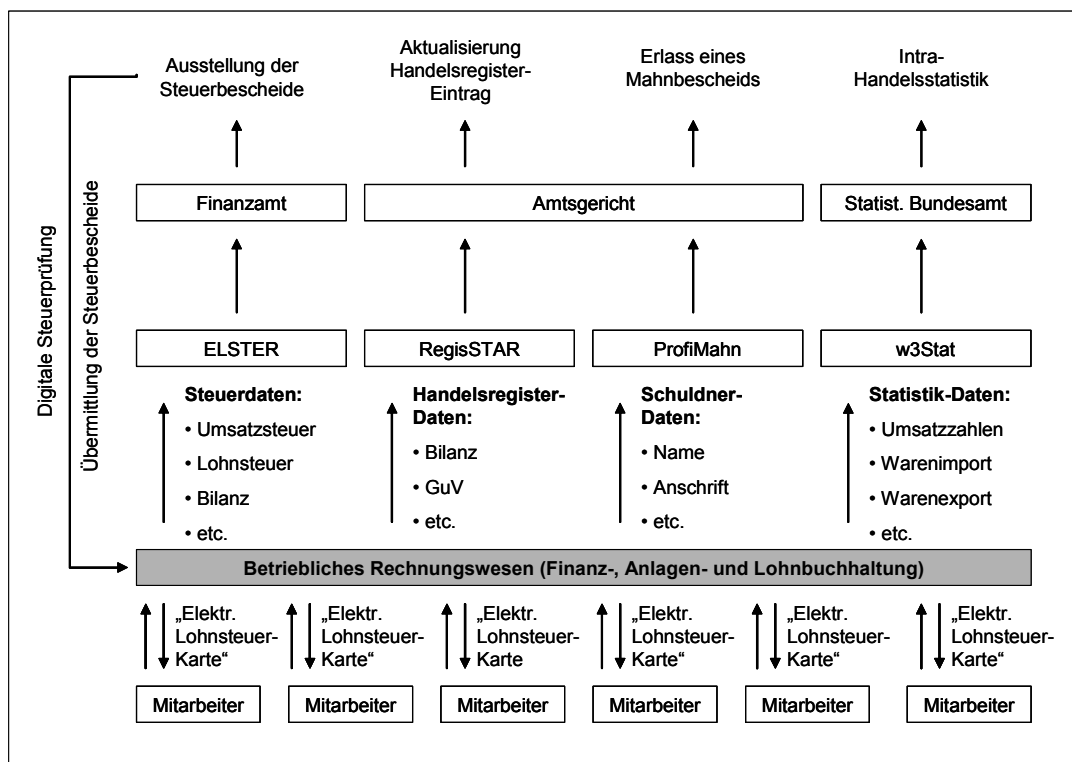 Ausstellung der
Steuerbescheide
Aktualisierung
Handelsregister-
Eintrag
Erlass eines
Mahnbescheids
Intra-
Handelsstatistik
Finanzamt
Amtsgericht
Statist. Bundesamt
Digitale Steuerprüfung
Übermittlung der Steuerbescheide
ELSTER
RegisSTAR
ProfiMahn
w3Stat
Steuerdaten:
• Umsatzsteuer
• Lohnsteuer
• Bilanz
• etc.
Handelsregister-
Daten:
• Bilanz
• GuV
• etc.
Schuldner-
Daten:
• Name
• Anschrift
• etc.
Statistik-Daten:
• Umsatzzahlen
• Warenimport
• Warenexport
• etc.
Betriebliches Rechnungswesen (Finanz-, Anlagen- und Lohnbuchhaltung)
„Elektr.
Lohnsteuer-
Karte“
„Elektr.
Lohnsteuer-
Karte“
„Elektr.
Lohnsteuer-
Karte
„Elektr.
Lohnsteuer-
Karte“
„Elektr.
Lohnsteuer-
Karte“
„Elektr.
Lohnsteuer-
Karte“
Mitarbeiter
Mitarbeiter
Mitarbeiter
Mitarbeiter
Mitarbeiter
Mitarbeiter